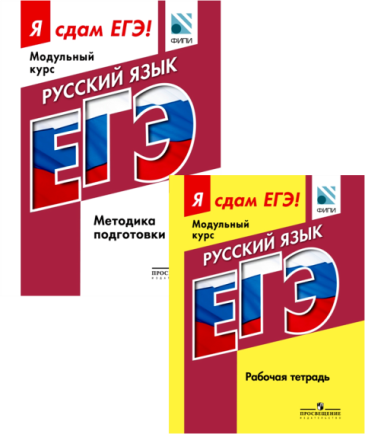 Я сдам ЕГЭ!
ФИПИ
Модульный
курс
РУССКИЙ ЯЗЫК
ЕГЭ
Методика
подготовки
Я сдам ЕГЭ!
ФИПИ
Модульный
курс
РУССКИЙ ЯЗЫК
ЕГЭ
Рабочая тетрадь
ПРОСВЕЩЕНИЕ